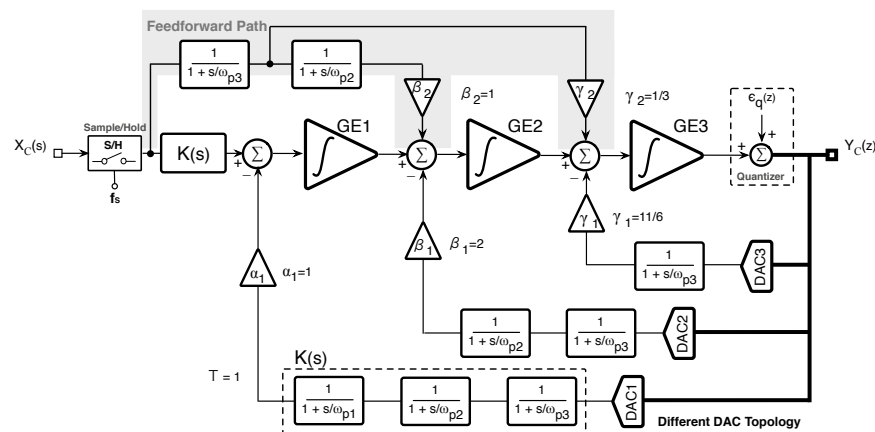 Feedforward Path
1
1 + s/ωp3
1
1 + s/ωp2
β2
β2=1
γ2
γ2=1/3
ϵq(z)
Xc(s)
Sample/Hold
S/H
fs
K(s)
+
−
Σ
∫
GE1
+
−
Σ
∫
GE2
+
−
Σ
∫
GE3
+
+
Σ
Quantizer
Yc(z)
α1
α1=1
β1
β1=2
γ1
γ1=11/6
1
1 + s/ωp3
DAC3
1
1 + s/ωp2
1
1 + s/ωp3
DAC2
T = 1
K(s)
1
1 + s/ωp1
1
1 + s/ωp2
1
1 + s/ωp3
DAC1
Different DAC Topology